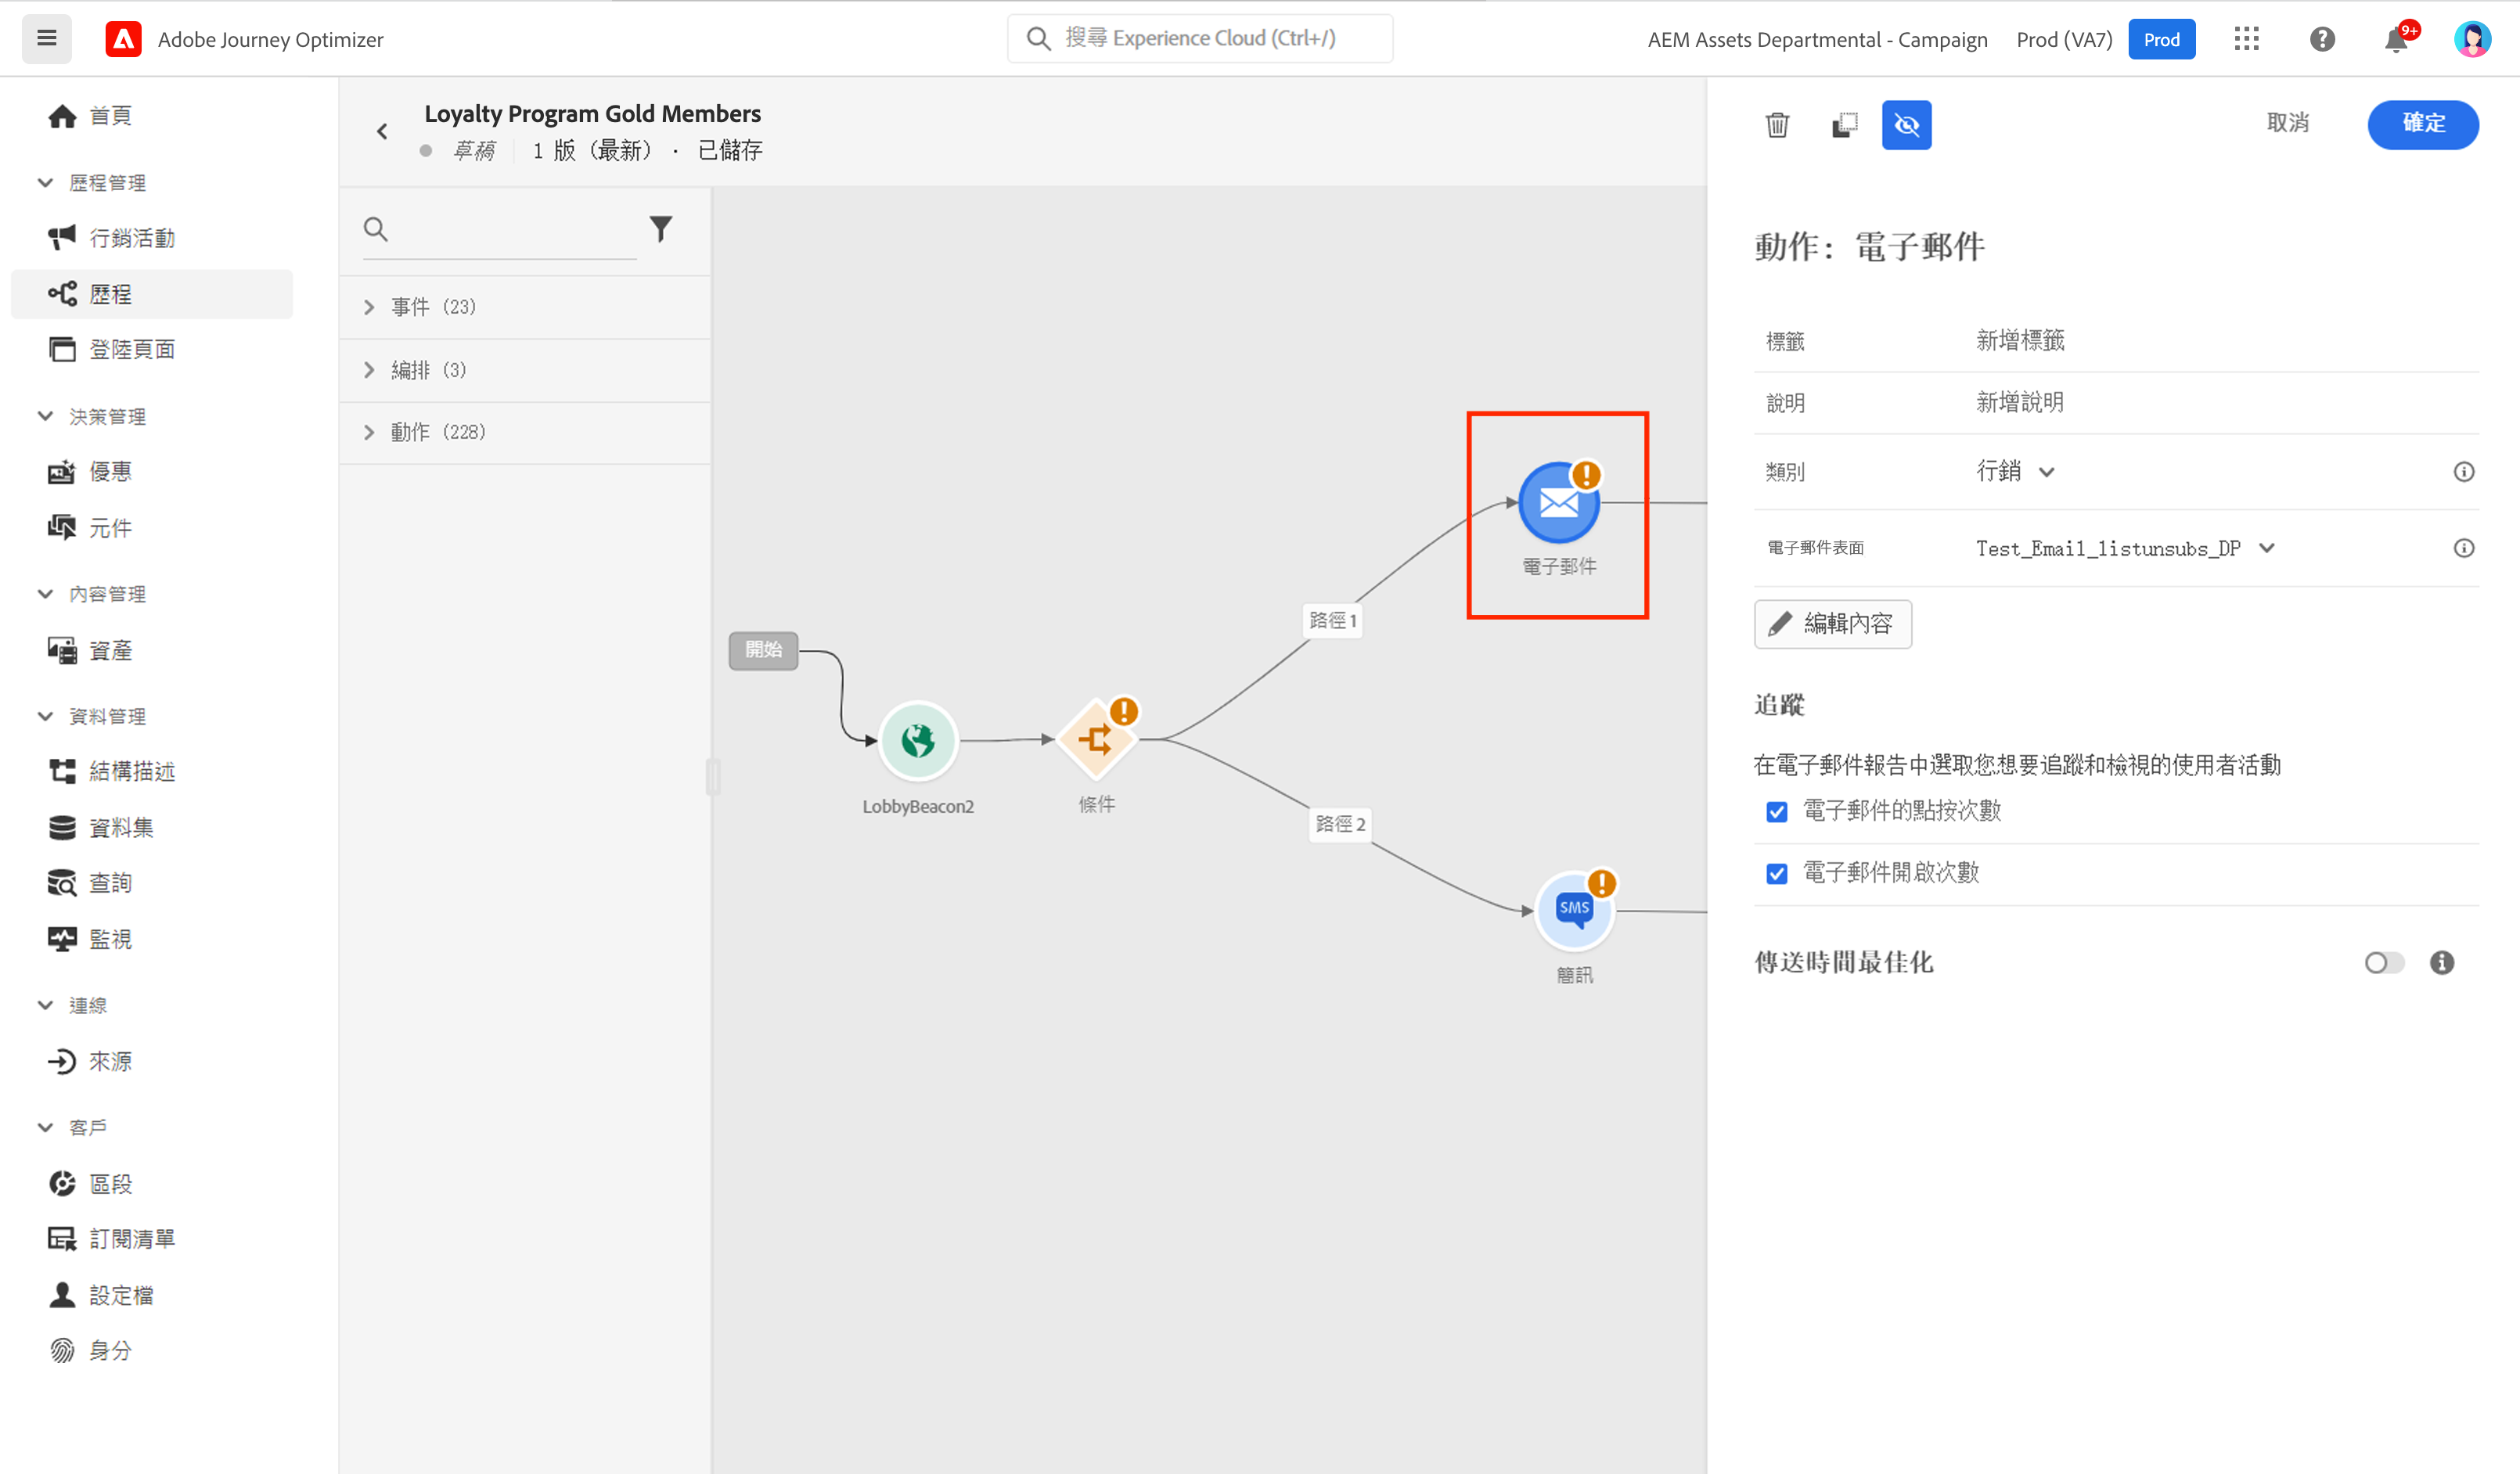 Adobe Journey Optimizer
搜尋 Experience Cloud (Ctrl+/)
AEM Assets Departmental - Campaign
Prod (VA7)
Prod
9+
首頁
歷程管理
行銷活動
歷程
登陸頁面
決策管理
優惠
元件
內容管理
資產
資料管理
結構描述
資料集
查詢
監視
連線
來源
客戶
區段
訂閱清單
設定檔
身分
Loyalty Program Gold Members
草稿
1 版（最新） · 已儲存
事件 (23)
編排 (3)
動作 (228)
開始
LobbyBeacon2
條件
路徑 1
路徑 2
電子郵件
SMS
簡訊
取消
確定
動作: 電子郵件
標籤 新增標籤
說明 新增說明
類別 行銷
電子郵件表面 Test_Email_listunsubs_DP
編輯內容
追蹤
在電子郵件報告中選取您想要追蹤和檢視的使用者活動
電子郵件的點按次數
電子郵件開啟次數
傳送時間最佳化